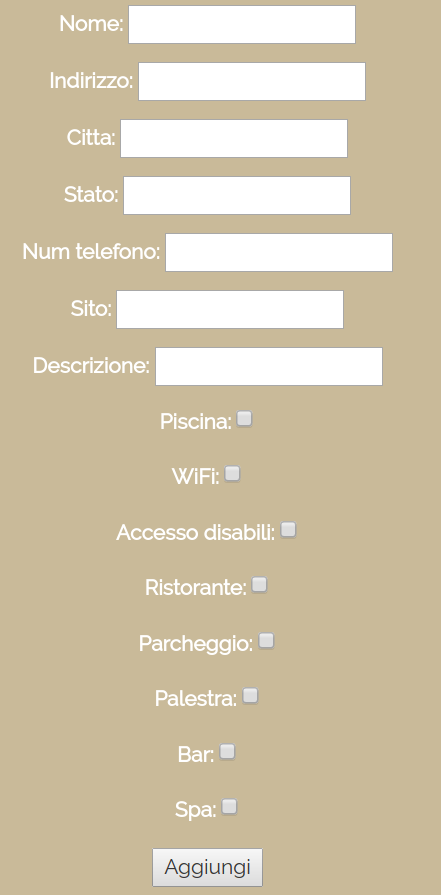 Nome:
Indirizzo:
Citta:
Stato:
Num telefono:
Sito:
Descrizione:
Piscina:
WiFi:
Accesso disabili:
Ristorante:
Parcheggio:
Palestra:
Bar:
Spa:
Aggiungi